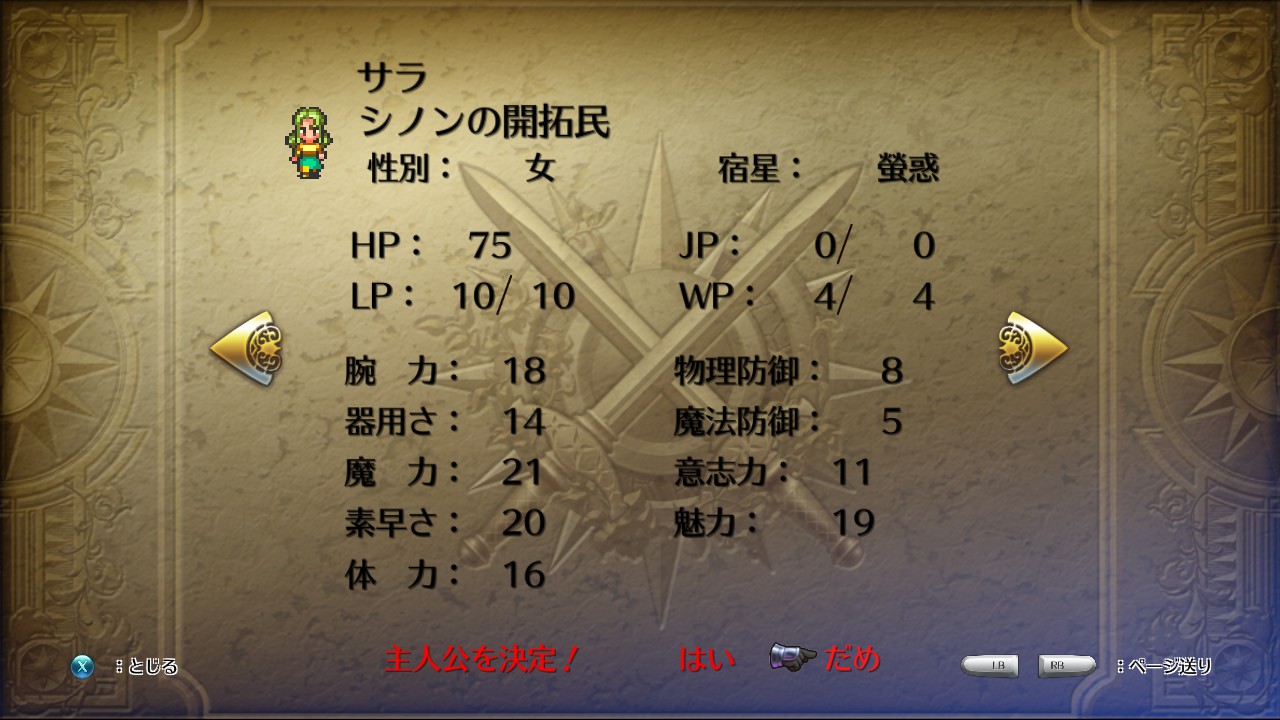 サラ
シノンの開拓民
性別： 女 宿星： 螢惑
HP： 75 JP： 0/ 0
LP： 10/ 10 WP： 4/ 4
腕 力： 18 物理防御： 8
器用さ： 14 魔法防御： 5
魔 力： 21 意志力： 11
素早さ： 20 魅力： 19
体 力： 16
主人公を決定！ はい だめ
X ：とじる LB RB ：ページ送り